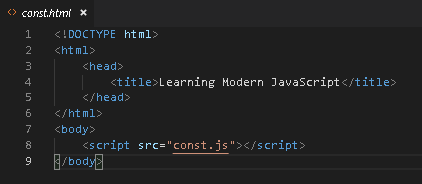 <> const.html ×
1 <!DOCTYPE html>
2 <html>
3 <head>
4 <title>Learning Modern JavaScript</title>
5 </head>
6 </html>
7 <body>
8 <script src="const.js"></script>
9 </body>